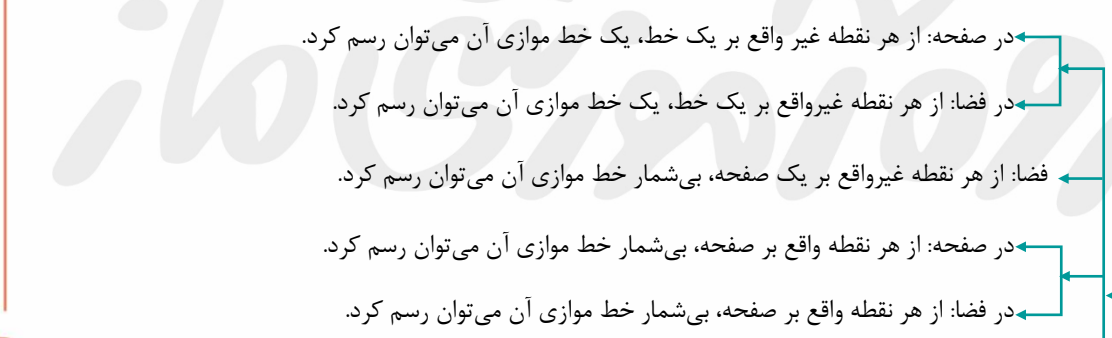 در صفحه: از هر نقطه غیر واقع بر یک خط، یک خط موازی آن می‌توان رسم کرد.
در فضا: از هر نقطه غیرواقع بر یک خط، یک خط موازی آن می‌توان رسم کرد.
فضا: از هر نقطه غیرواقع بر یک صفحه، بی‌شمار خط موازی آن می‌توان رسم کرد.
در صفحه: از هر نقطه واقع بر صفحه، بی‌شمار خط موازی آن می‌توان رسم کرد.
در فضا: از هر نقطه واقع بر صفحه، بی‌شمار خط موازی آن می‌توان رسم کرد.